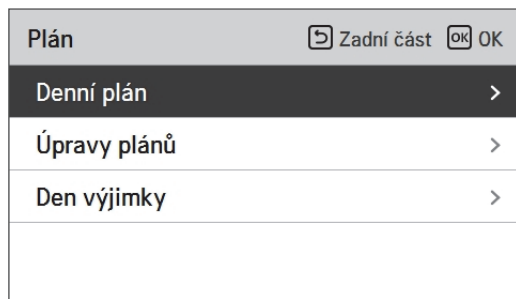 Plán Zadní část OK OK
Denní plán
Úpravy plánů
Den výjimky